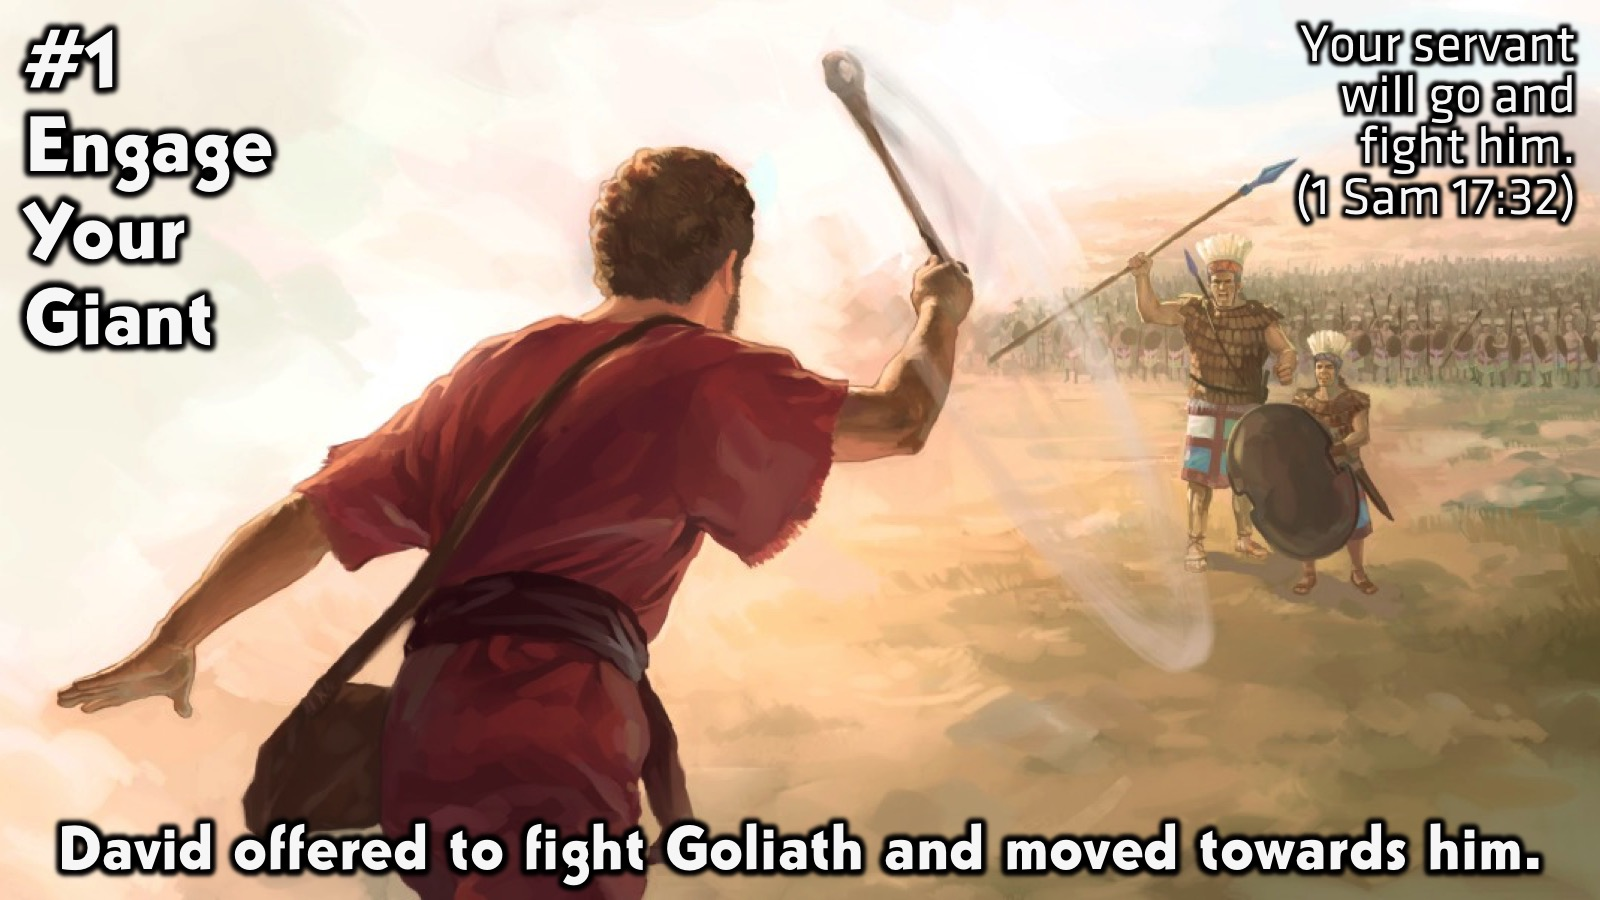 #1
Engage
Your
Giant
Your servant
will go and
fight him.
(1 Sam 17:32)
David offered to fight Goliath and moved towards him.